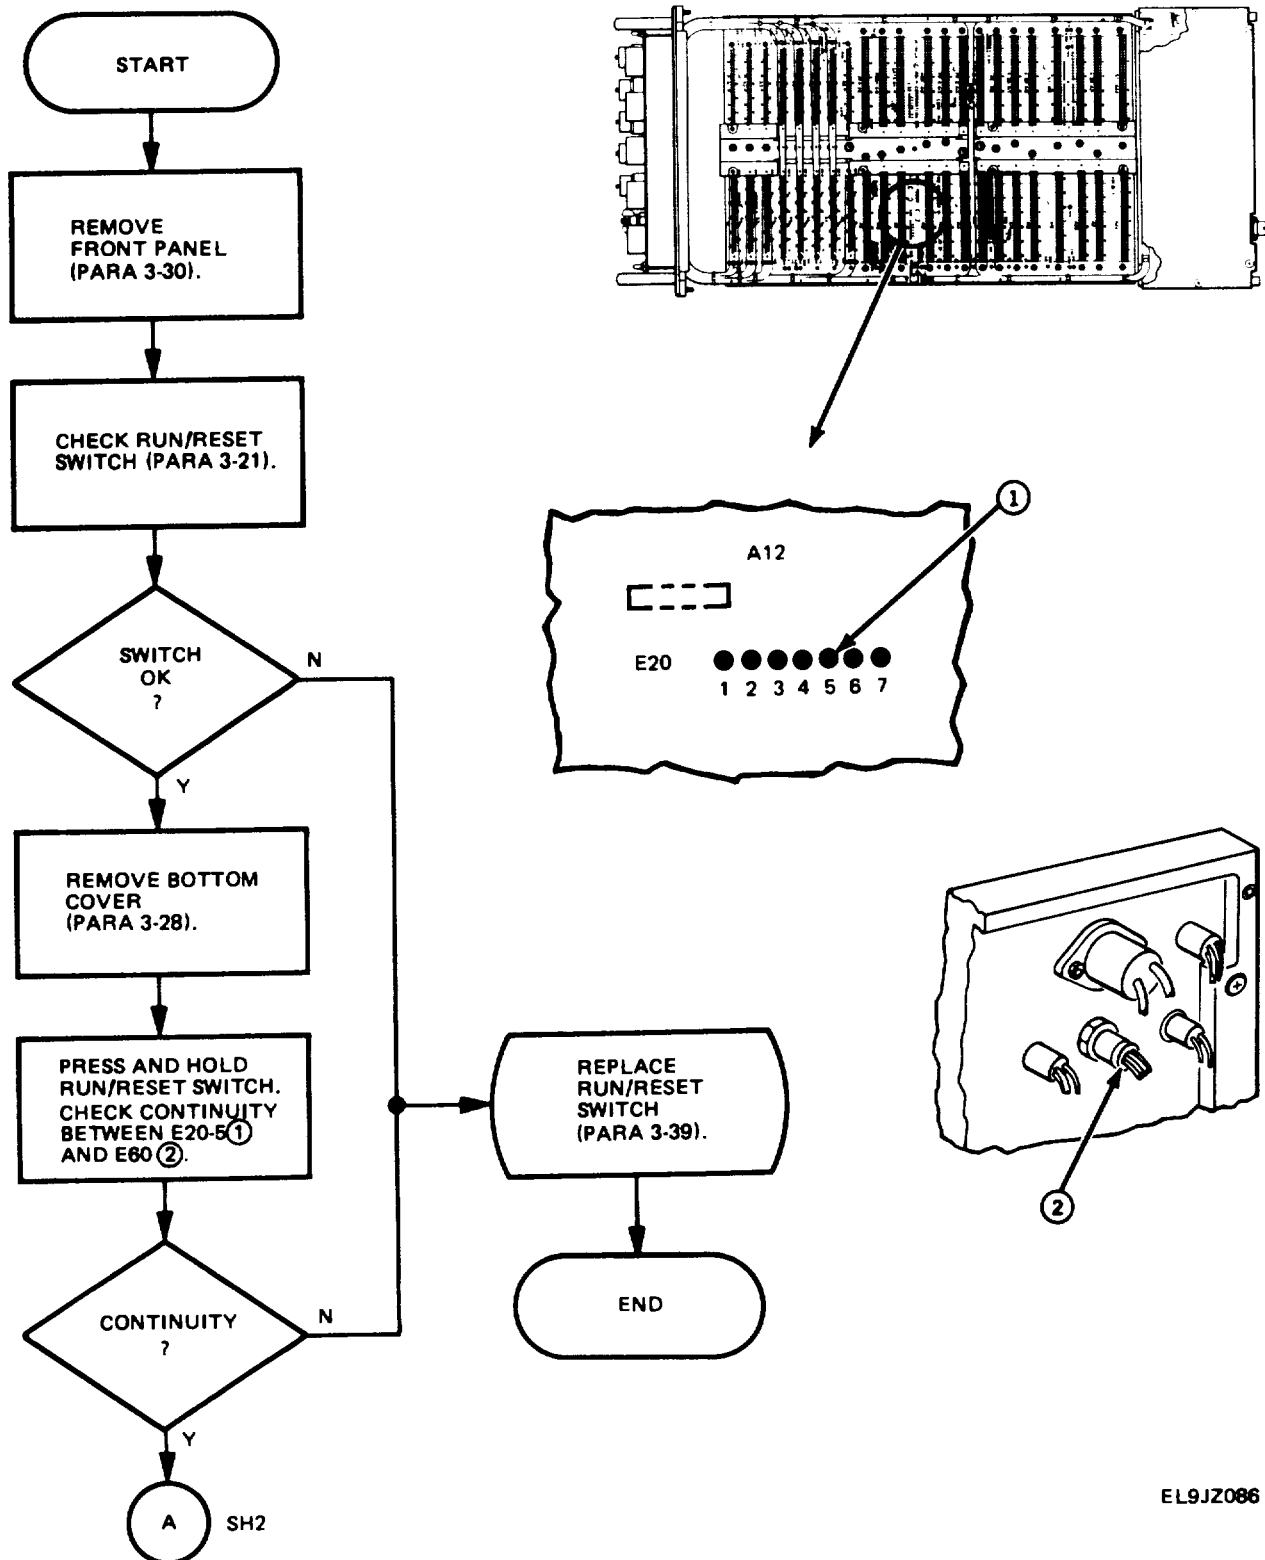 START
REMOVE
FRONT PANEL
(PARA 3-30).
CHECK RUN/RESET
SWITCH (PARA 3-21).
SWITCH
OK
?
N
Y
REMOVE BOTTOM
COVER
(PARA 3-28).
PRESS AND HOLD
RUN/RESET SWITCH.
CHECK CONTINUITY
BETWEEN E20-5①
AND E60②.
CONTINUITY
?
N
Y
A
SH2
REPLACE
RUN/RESET
SWITCH
(PARA 3-39).
END
1
A12
E20
1 2 3 4 5 6 7
2
EL9JZ086